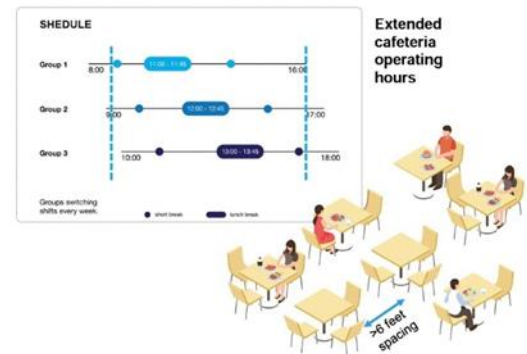 SHEDULE
Extended
cafeteria
operating
hours
Group 1
11:00 - 11:45
8:00
16:00
Group 2
12:00 - 12:45
9:00
17:00
Group 3
13:00 - 13:45
10:00
18:00
Groups switching
shifts every week.
short break
lunch break
>6 feet
spacing